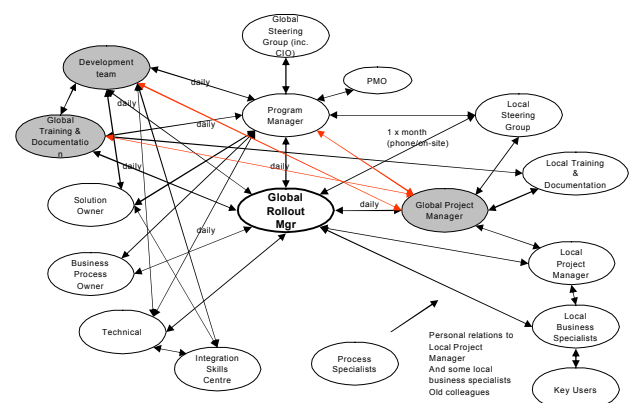 Global
Steering
Group (inc.
CIO)
Development
team
daily
PMO
daily
Program
Manager
Local
Steering
Group
Global
Training &
Documentatio
n
daily
1 x month
(phone/on-site)
daily
daily
Local Training
&
Documentation
Solution
Owner
Global
Rollout
Mgr
daily
Global Project
Manager
daily
Business
Process
Owner
Local
Project
Manager
Technical
Local
Business
Specialists
Integration
Skills
Centre
Process
Specialists
Personal relations to
Local Project
Manager
And some local
business specialists
Old colleagues
Key Users